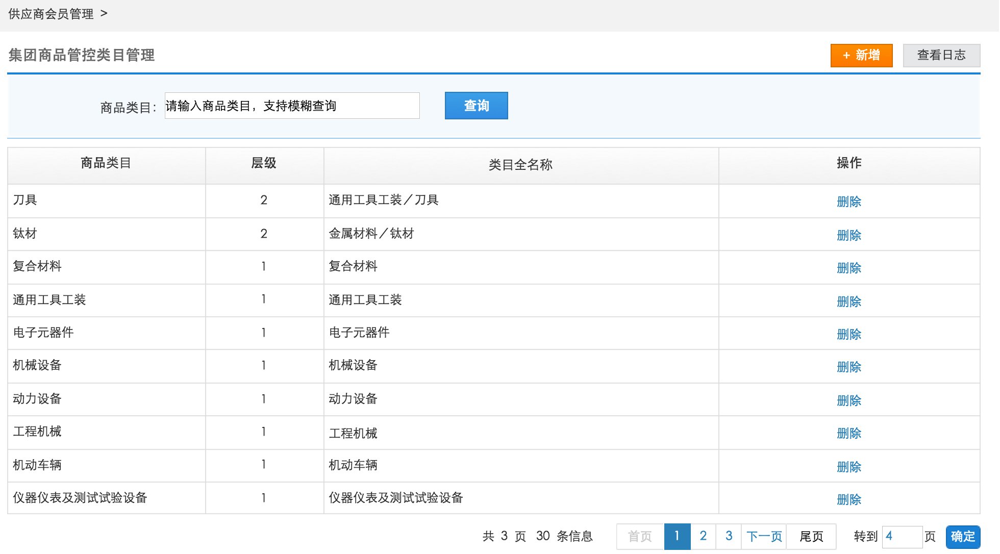 供应商会员管理 >
集团商品管控类目管理 + 新增 查看日志
商品类目： 请输入商品类目，支持模糊查询 查询
商品类目 层级 类目全名称 操作
刀具 2 通用工具工装／刀具 删除
钛材 2 金属材料／钛材 删除
复合材料 1 复合材料 删除
通用工具工装 1 通用工具工装 删除
电子元器件 1 电子元器件 删除
机械设备 1 机械设备 删除
动力设备 1 动力设备 删除
工程机械 1 工程机械 删除
机动车辆 1 机动车辆 删除
仪器仪表及测试试验设备 1 仪器仪表及测试试验设备 删除
共 3 页 30 条信息 首页 1 2 3 下一页 尾页 转到 4 页 确定